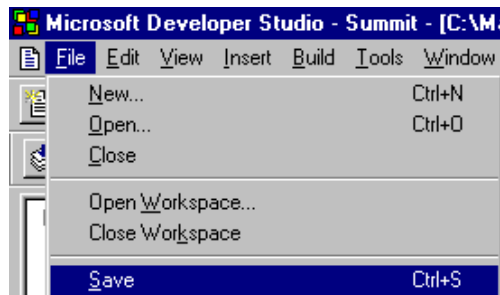 Microsoft Developer Studio - Summit - [C:\M
File Edit View Insert Build Tools Window
New... Ctrl+N
Open... Ctrl+O
Close
Open Workspace...
Close Workspace
Save Ctrl+S